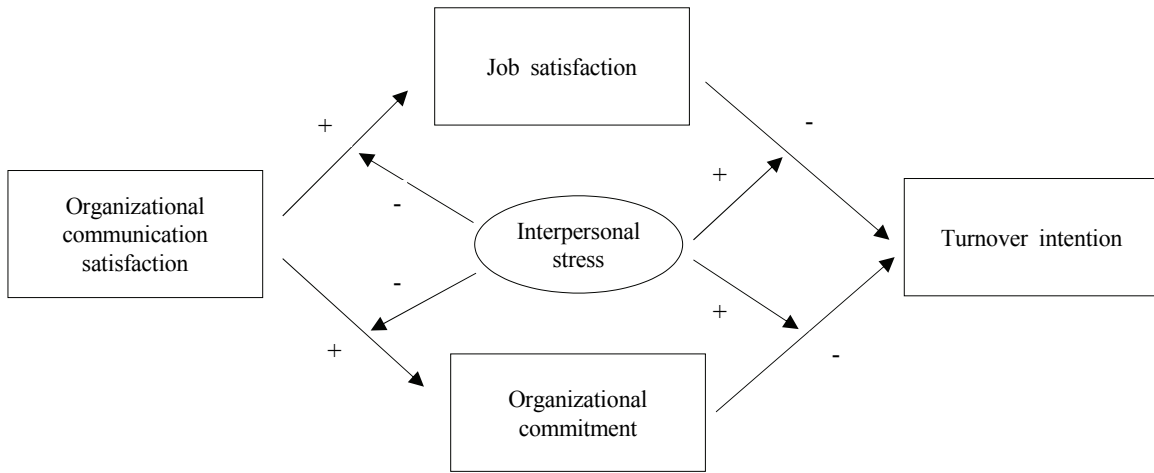 Job satisfaction
+
-
+
-
Organizational
communication
satisfaction
Interpersonal
stress
Turnover intention
-
+
+
-
Organizational
commitment